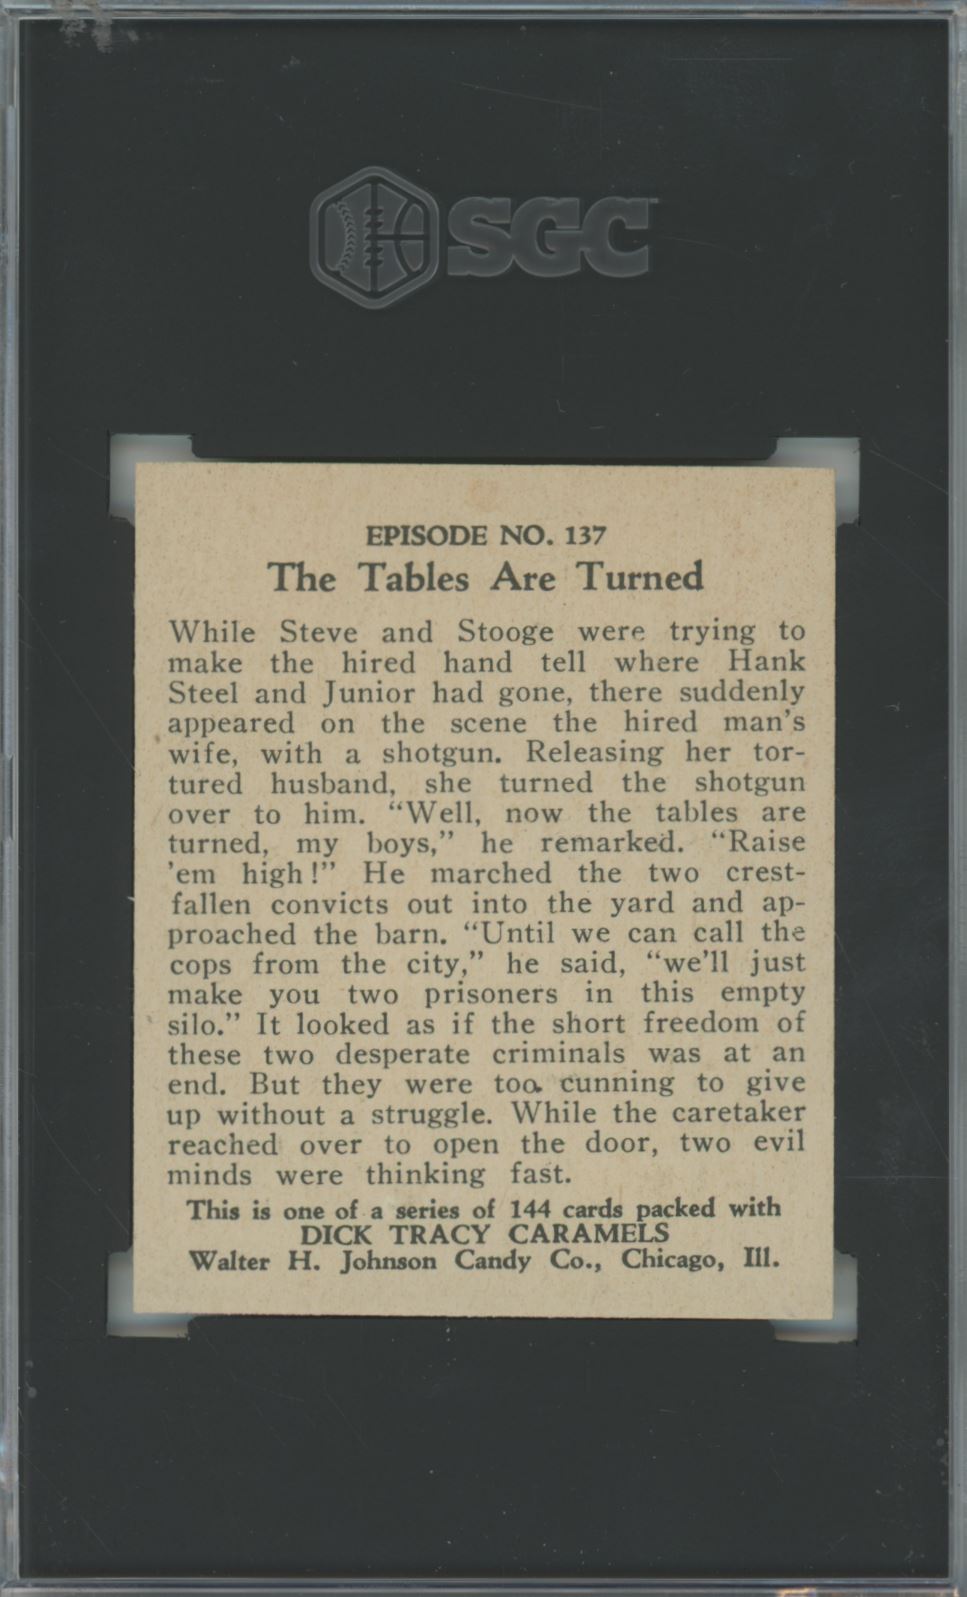 SGC
EPISODE NO. 137
The Tables Are Turned
While Steve and Stooge were trying to
make the hired hand tell where Hank
Steel and Junior had gone, there suddenly
appeared on the scene the hired man's
wife, with a shotgun. Releasing her tor-
tured husband, she turned the shotgun
over to him. “Well, now the tables are
turned, my boys,” he remarked. “Raise
'em high!” He marched the two crest-
fallen convicts out into the yard and ap-
proached the barn. “Until we can call the
cops from the city,” he said, “we'll just
make you two prisoners in this empty
silo.” It looked as if the short freedom of
these two desperate criminals was at an
end. But they were too cunning to give
up without a struggle. While the caretaker
reached over to open the door, two evil
minds were thinking fast.
This is one of a series of 144 cards packed with
DICK TRACY CARAMELS
Walter H. Johnson Candy Co., Chicago, Ill.